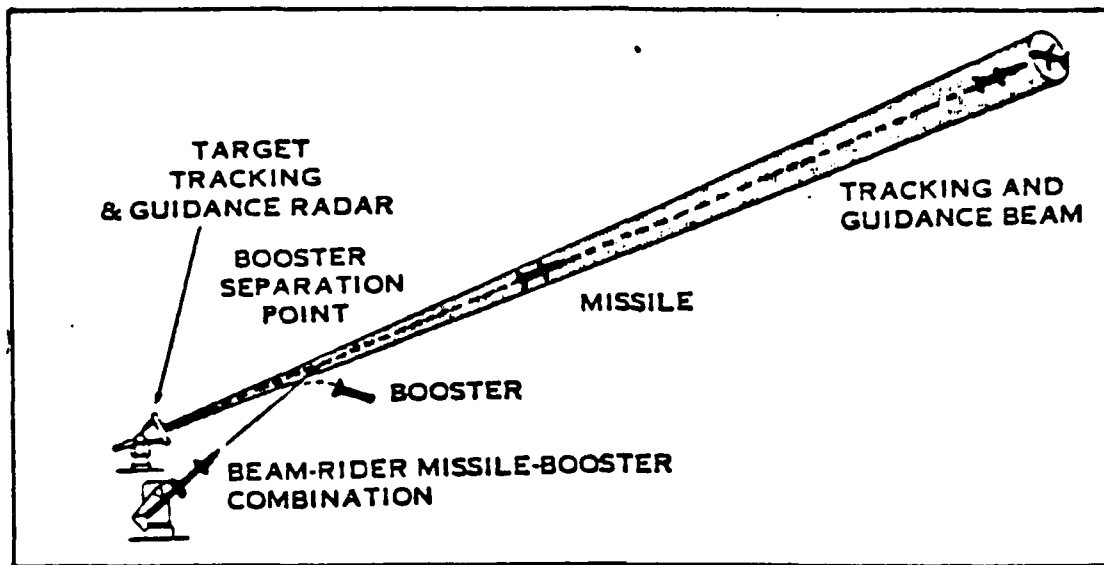 TARGET
TRACKING
& GUIDANCE RADAR
BOOSTER
SEPARATION
POINT
TRACKING AND
GUIDANCE BEAM
MISSILE
BOOSTER
BEAM-RIDER MISSILE-BOOSTER
COMBINATION